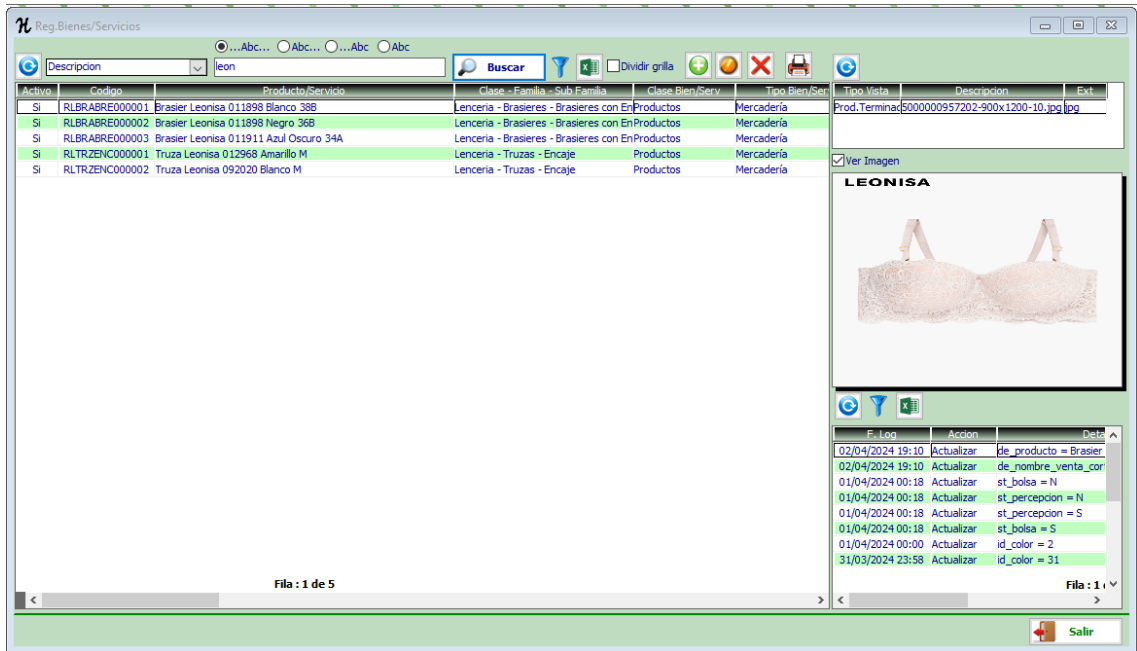 Reg.Bienes/Servicios
...Abc... Abc... ...Abc Abc
Descripcion leon Buscar Dividir grilla
Activo Codigo Producto/Servicio Clase - Familia - Sub Familia Clase Bien/Serv Tipo Bien/Ser
Si RLBRABRE000001 Brasier Leonisa 011898 Blanco 38B Lenceria - Brasieres - Brasieres con En Productos Mercadería
Si RLBRABRE000002 Brasier Leonisa 011898 Negro 36B Lenceria - Brasieres - Brasieres con En Productos Mercadería
Si RLBRABRE000003 Brasier Leonisa 011911 Azul Oscuro 34A Lenceria - Brasieres - Brasieres con En Productos Mercadería
Si RLTRZENC000001 Truza Leonisa 012968 Amarillo M Lenceria - Truzas - Encaje Productos Mercadería
Si RLTRZENC000002 Truza Leonisa 092020 Blanco M Lenceria - Truzas - Encaje Productos Mercadería
Fila : 1 de 5
Tipo Vista Descripcion Ext
Prod.Terminad 5000000957202-900x1200-10.jpg jpg
Ver Imagen
LEONISA
F. Log Accion Deta
02/04/2024 19:10 Actualizar de_producto = Brasier
02/04/2024 19:10 Actualizar de_nombre_venta_cor
01/04/2024 00:18 Actualizar st_bolsa = N
01/04/2024 00:18 Actualizar st_percepcion = N
01/04/2024 00:18 Actualizar st_percepcion = S
01/04/2024 00:18 Actualizar st_bolsa = S
01/04/2024 00:00 Actualizar id_color = 2
31/03/2024 23:58 Actualizar id_color = 31
Fila : 1
Salir